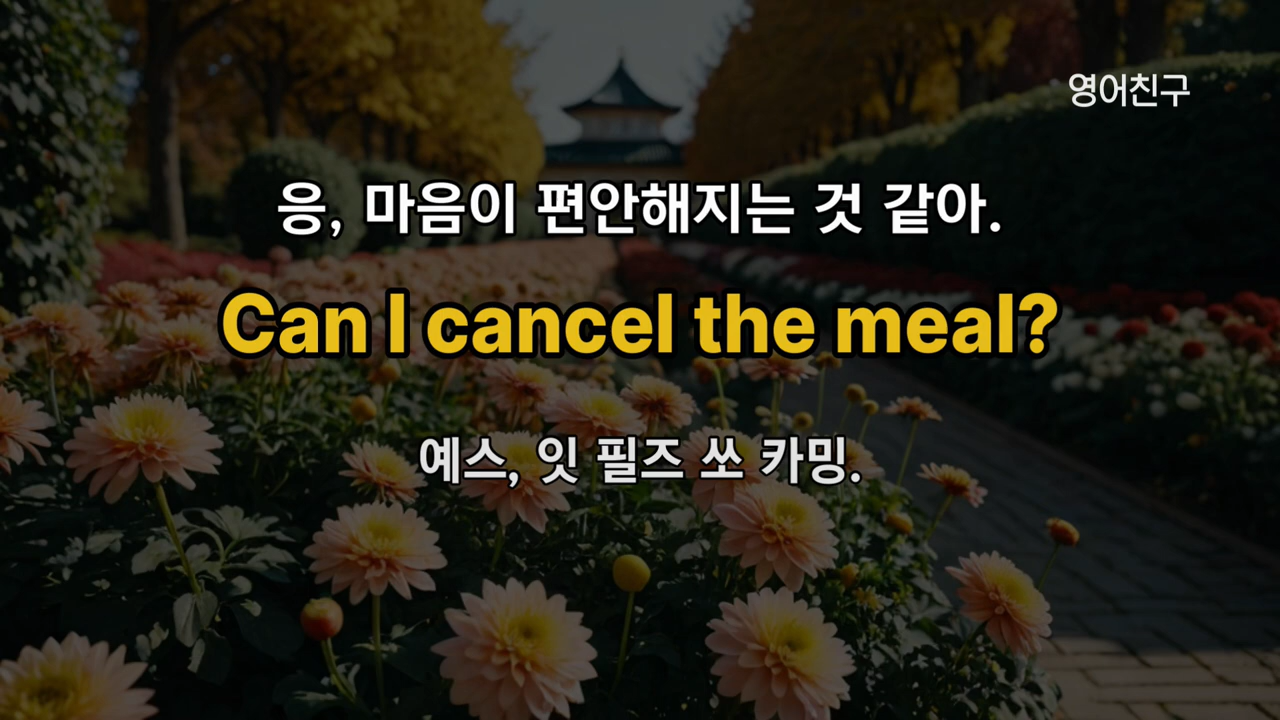 영어친구
응, 마음이 편안해지는 것 같아.
Can I cancel the meal?
예스, 잇 필즈 쏘 카밍.